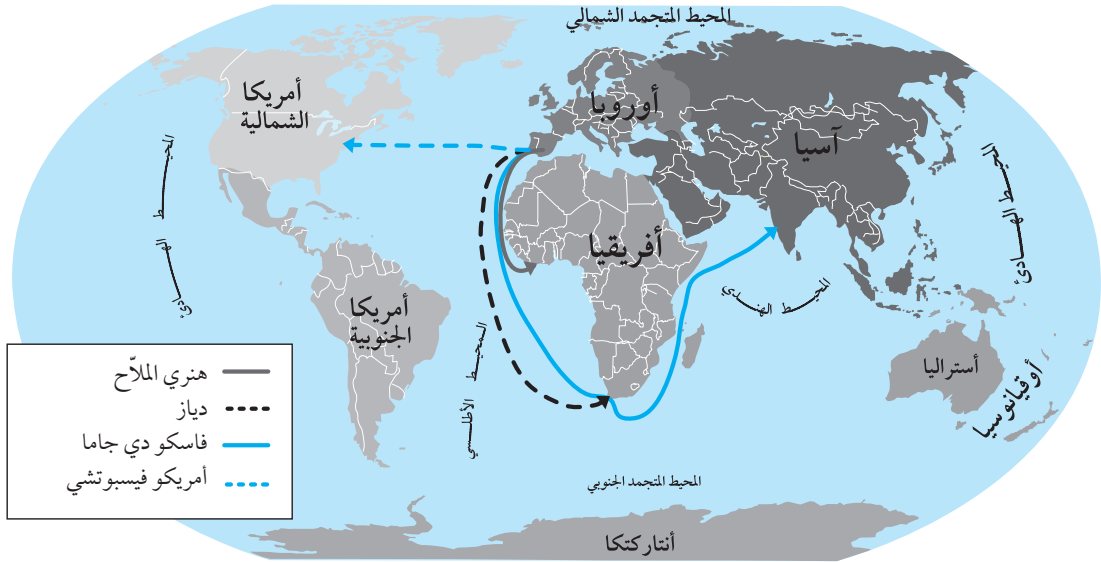 المحيط المتجمد الشمالي
أمريكا
الشمالية
أوروبا
آسيا
المحيط الهادئ
المحيط الهادئ
أفريقيا
المحيط الهندي
أمريكا
الجنوبية
المحيط الأطلسي
أستراليا
أوقيانوسيا
هنري الملاّح
دياز
فاسكو دي جاما
أمريكو فيسبوتشي
المحيط المتجمد الجنوبي
أنتاركتكا